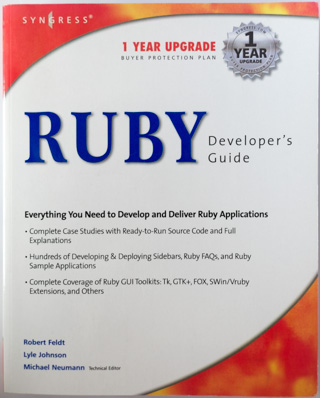 SYNGRESS®
1 YEAR UPGRADE
BUYER PROTECTION PLAN
1
YEAR
UPGRADE
RUBY
Developer's
Guide
Everything You Need to Develop and Deliver Ruby Applications
• Complete Case Studies with Ready-to-Run Source Code and Full
Explanations
• Hundreds of Developing & Deploying Sidebars, Ruby FAQs, and Ruby
Sample Applications
• Complete Coverage of Ruby GUI Toolkits: Tk, GTK+, FOX, SWin/Vruby
Extensions, and Others
Robert Feldt
Lyle Johnson
Michael Neumann Technical Editor